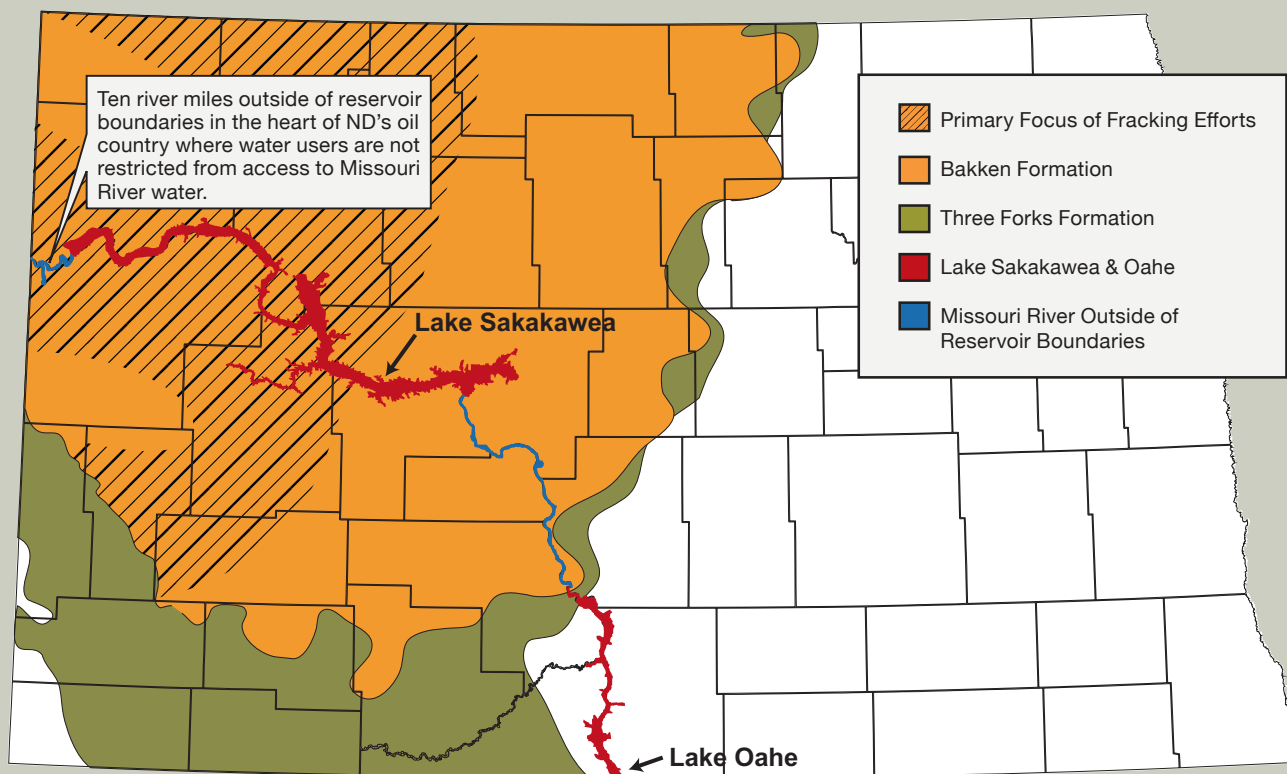 Ten river miles outside of reservoir
boundaries in the heart of ND's oil
country where water users are not
restricted from access to Missouri
River water.
Primary Focus of Fracking Efforts
Bakken Formation
Three Forks Formation
Lake Sakakawea & Oahe
Missouri River Outside of
Reservoir Boundaries
Lake Sakakawea
Lake Oahe